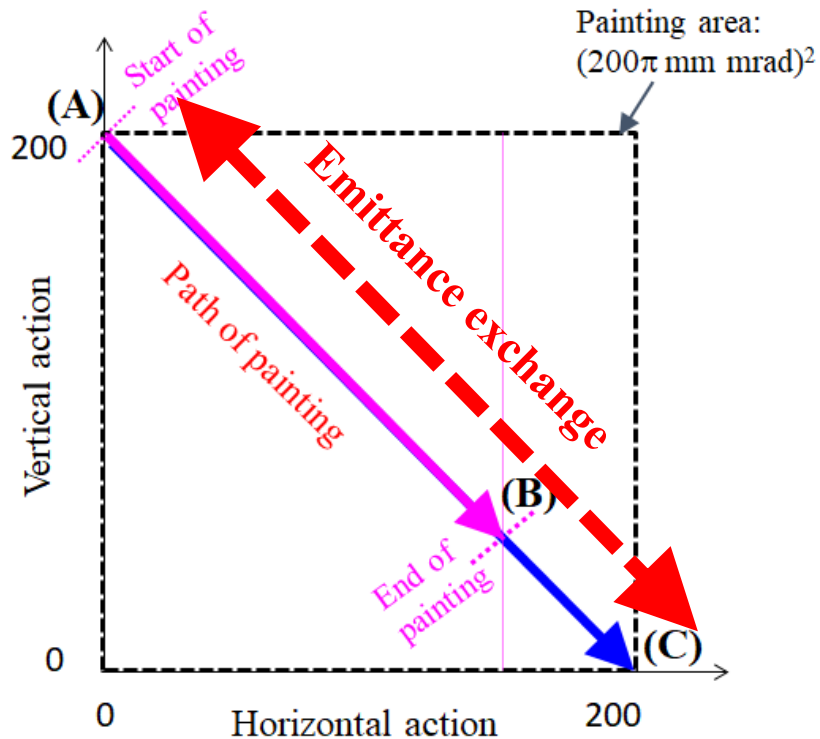 Painting area:
(200π mm mrad)²
Start of
painting
(A)
200
Emittance exchange
Path of painting
Vertical action
(B)
End of
painting
(C)
0
0
200
Horizontal action